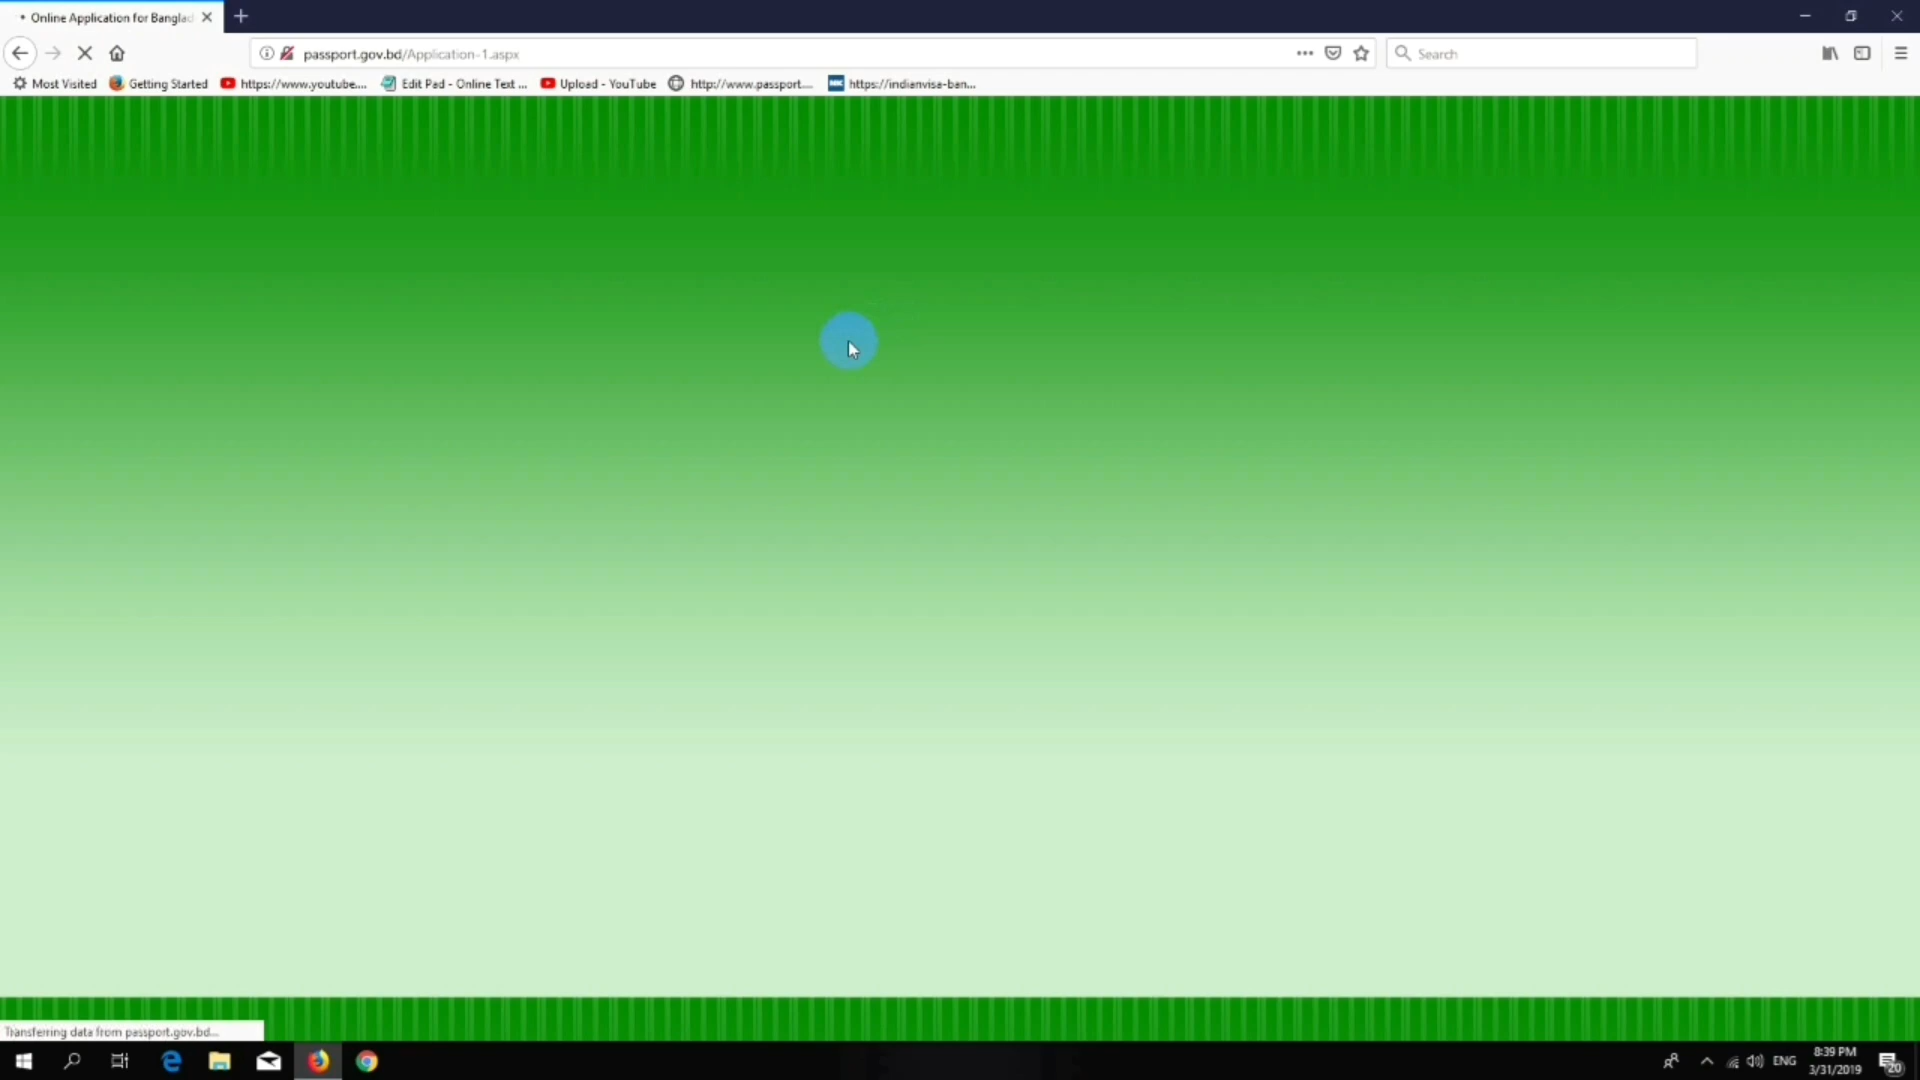 Online Application for Banglad
passport.gov.bd/Application-1.aspx
Search
Most Visited
Getting Started
https://www.youtube....
Edit Pad - Online Text ...
Upload - YouTube
http://www.passport....
https://indianvisa-ban...
Transferring data from passport.gov.bd...
ENG
8:39 PM
3/31/2019
20